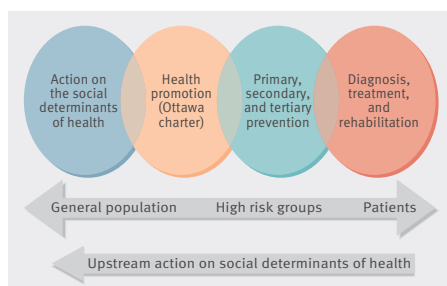 Action on
the social
determinants
of health
Health
promotion
(Ottawa
charter)
Primary,
secondary,
and tertiary
prevention
Diagnosis,
treatment,
and
rehabilitation
General population High risk groups Patients
Upstream action on social determinants of health